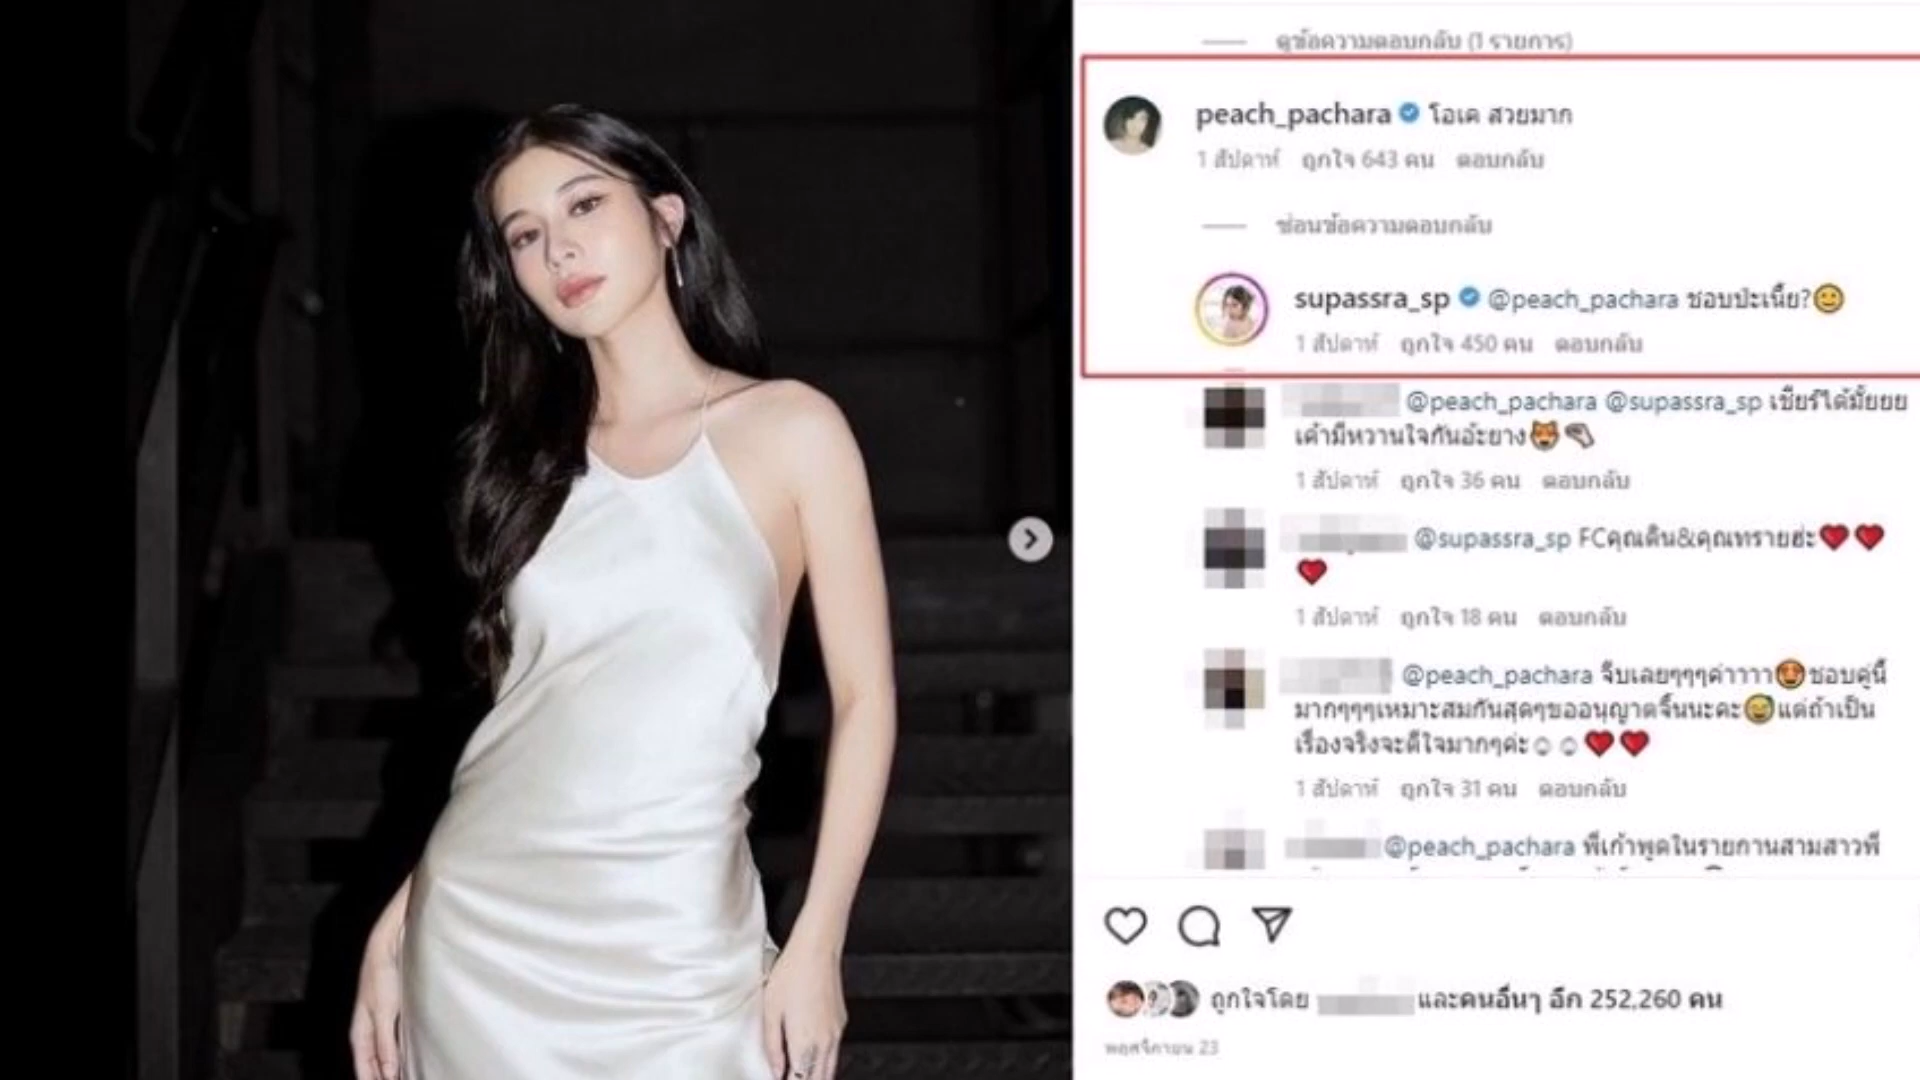 ดูข้อความตอบกลับ (1 รายการ)
peach_pachara โอเค สวยมาก
1 สัปดาห์ ถูกใจ 643 คน ตอบกลับ
ซ่อนข้อความตอบกลับ
supassra_sp @peach_pachara ชอบป่ะเนี้ย?😊
1 สัปดาห์ ถูกใจ 450 คน ตอบกลับ
@peach_pachara @supassra_sp เชียร์ได้มั้ยยย
เค้ามีหวานใจกันอ้ะยาง
1 สัปดาห์ ถูกใจ 36 คน ตอบกลับ
@supassra_sp FCคุณดิน&คุณทรายฮ่ะ❤️❤️
❤️
1 สัปดาห์ ถูกใจ 18 คน ตอบกลับ
@peach_pachara จึบเลยๆๆๆค่าาาา🤩ชอบคู่นี้
มากๆๆๆเหมาะสมกันสุดๆขออนุญาตจิ้นนะคะ😅แต่ถ้าเป็น
เรื่องจริงจะดีใจมากๆค่ะ☺☺❤️❤️
1 สัปดาห์ ถูกใจ 31 คน ตอบกลับ
@peach_pachara พี่เก้าพูดในรายกานสามสาวพี่
ถูกใจโดย และคนอื่นๆ อีก 252,260 คน
พฤศจิกายน 23